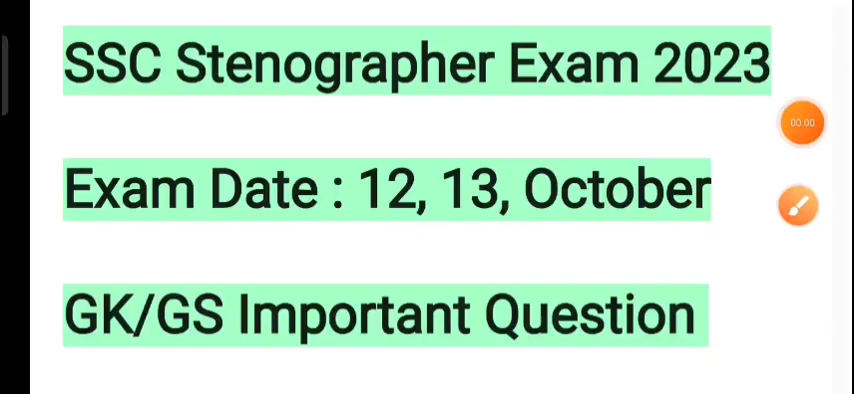 SSC Stenographer Exam 2023
00:00
Exam Date : 12, 13, October
GK/GS Important Question